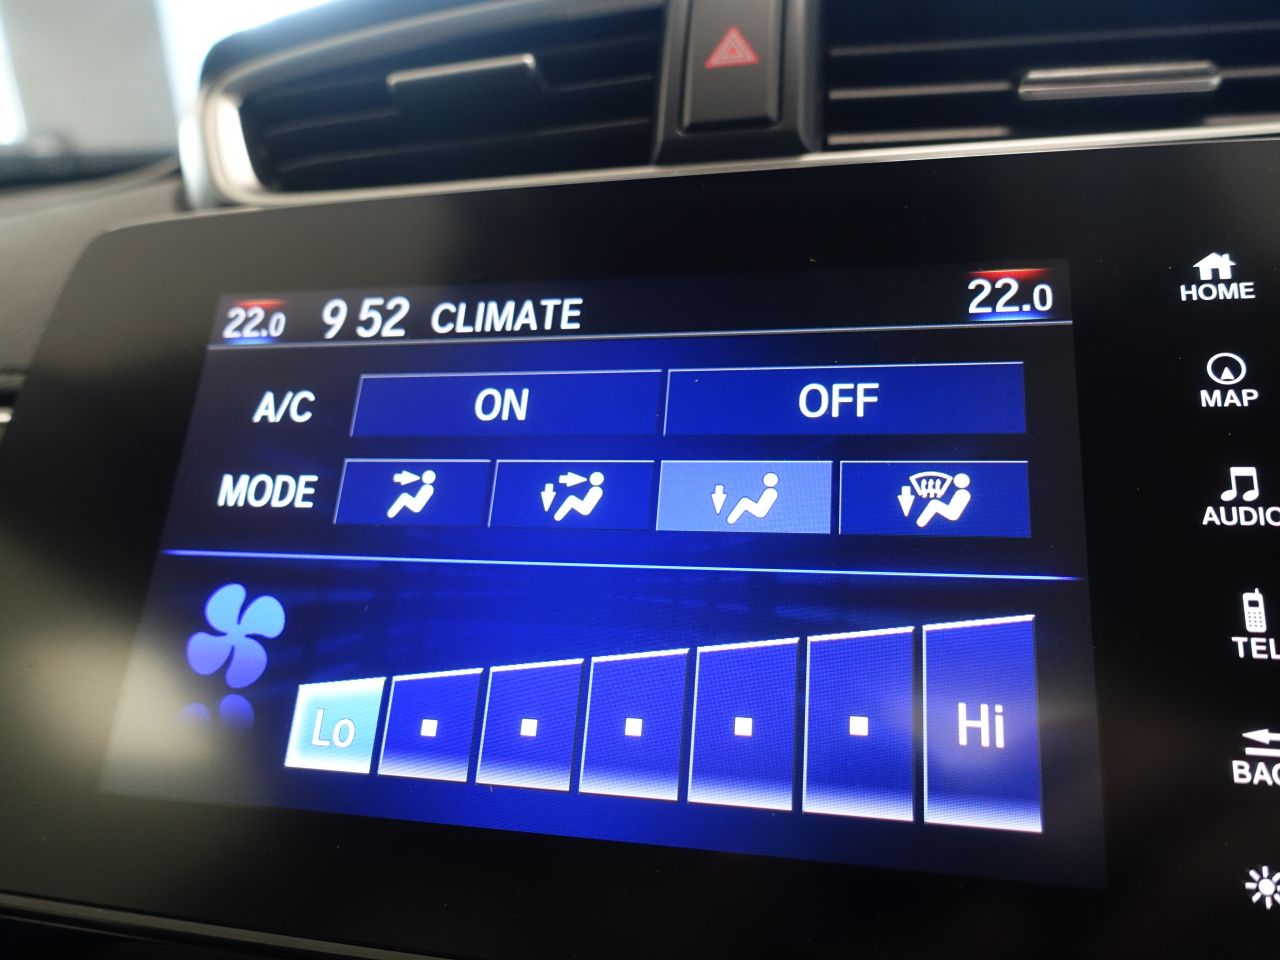 22.0 9 52 CLIMATE 22.0
A/C ON OFF
MODE
Lo Hi
HOME
MAP
AUDIO
TEL
BAC